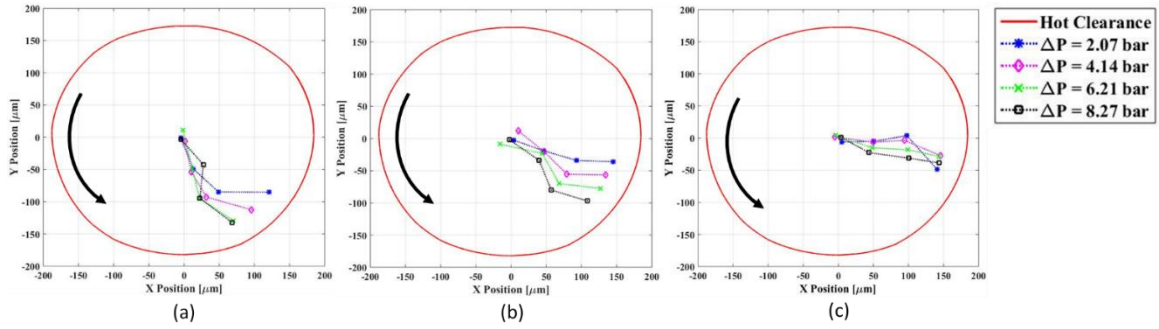 200
150
100
50
0
-50
-100
-150
-200
Y Position [μm]
-200 -150 -100 -50 0 50 100 150 200
X Position [μm]
(a)
200
150
100
50
0
-50
-100
-150
-200
Y Position [μm]
-200 -150 -100 -50 0 50 100 150 200
X Position [μm]
(b)
200
150
100
50
0
-50
-100
-150
-200
Y Position [μm]
-200 -150 -100 -50 0 50 100 150 200
X Position [μm]
(c)
Hot Clearance
ΔP = 2.07 bar
ΔP = 4.14 bar
ΔP = 6.21 bar
ΔP = 8.27 bar